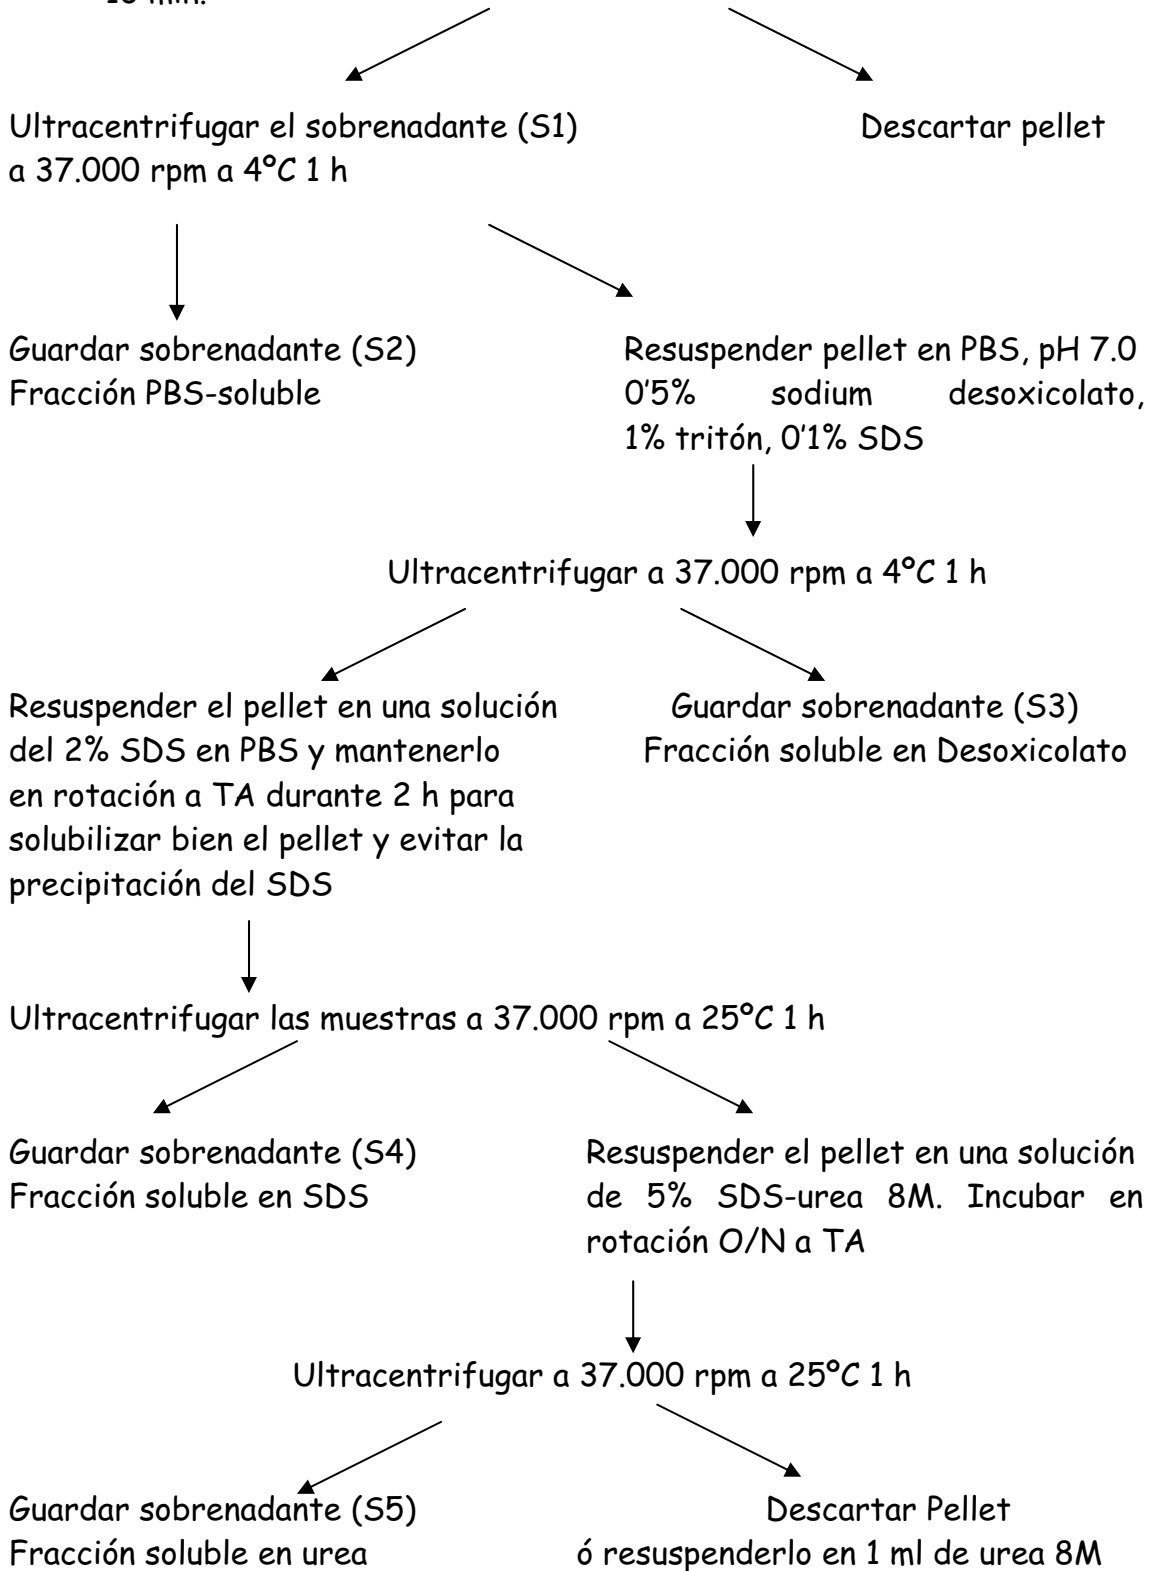 Ultracentrifugar el sobrenadante (S1)
a 37.000 rpm a 4ºC 1 h
Descartar pellet
Guardar sobrenadante (S2)
Fracción PBS-soluble
Resuspender pellet en PBS, pH 7.0
0'5% sodium desoxicolato,
1% tritón, 0'1% SDS
Ultracentrifugar a 37.000 rpm a 4ºC 1 h
Resuspender el pellet en una solución
del 2% SDS en PBS y mantenerlo
en rotación a TA durante 2 h para
solubilizar bien el pellet y evitar la
precipitación del SDS
Guardar sobrenadante (S3)
Fracción soluble en Desoxicolato
Ultracentrifugar las muestras a 37.000 rpm a 25ºC 1 h
Guardar sobrenadante (S4)
Fracción soluble en SDS
Resuspender el pellet en una solución
de 5% SDS-urea 8M. Incubar en
rotación O/N a TA
Ultracentrifugar a 37.000 rpm a 25ºC 1 h
Guardar sobrenadante (S5)
Fracción soluble en urea
Descartar Pellet
ó resuspenderlo en 1 ml de urea 8M